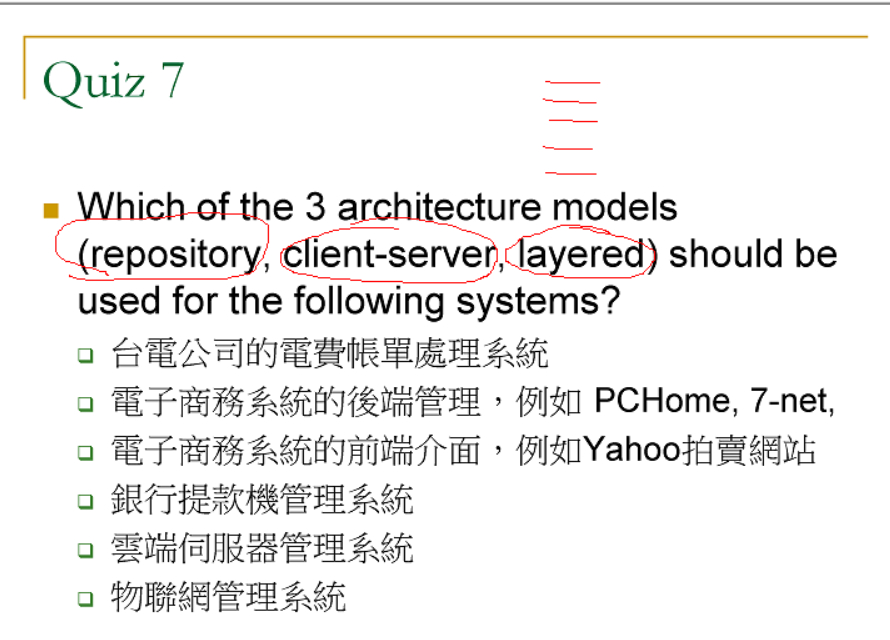 Quiz 7
Which of the 3 architecture models
(repository, client-server, layered) should be
used for the following systems?
台電公司的電費帳單處理系統
電子商務系統的後端管理，例如 PCHome, 7-net,
電子商務系統的前端介面，例如Yahoo拍賣網站
銀行提款機管理系統
雲端伺服器管理系統
物聯網管理系統